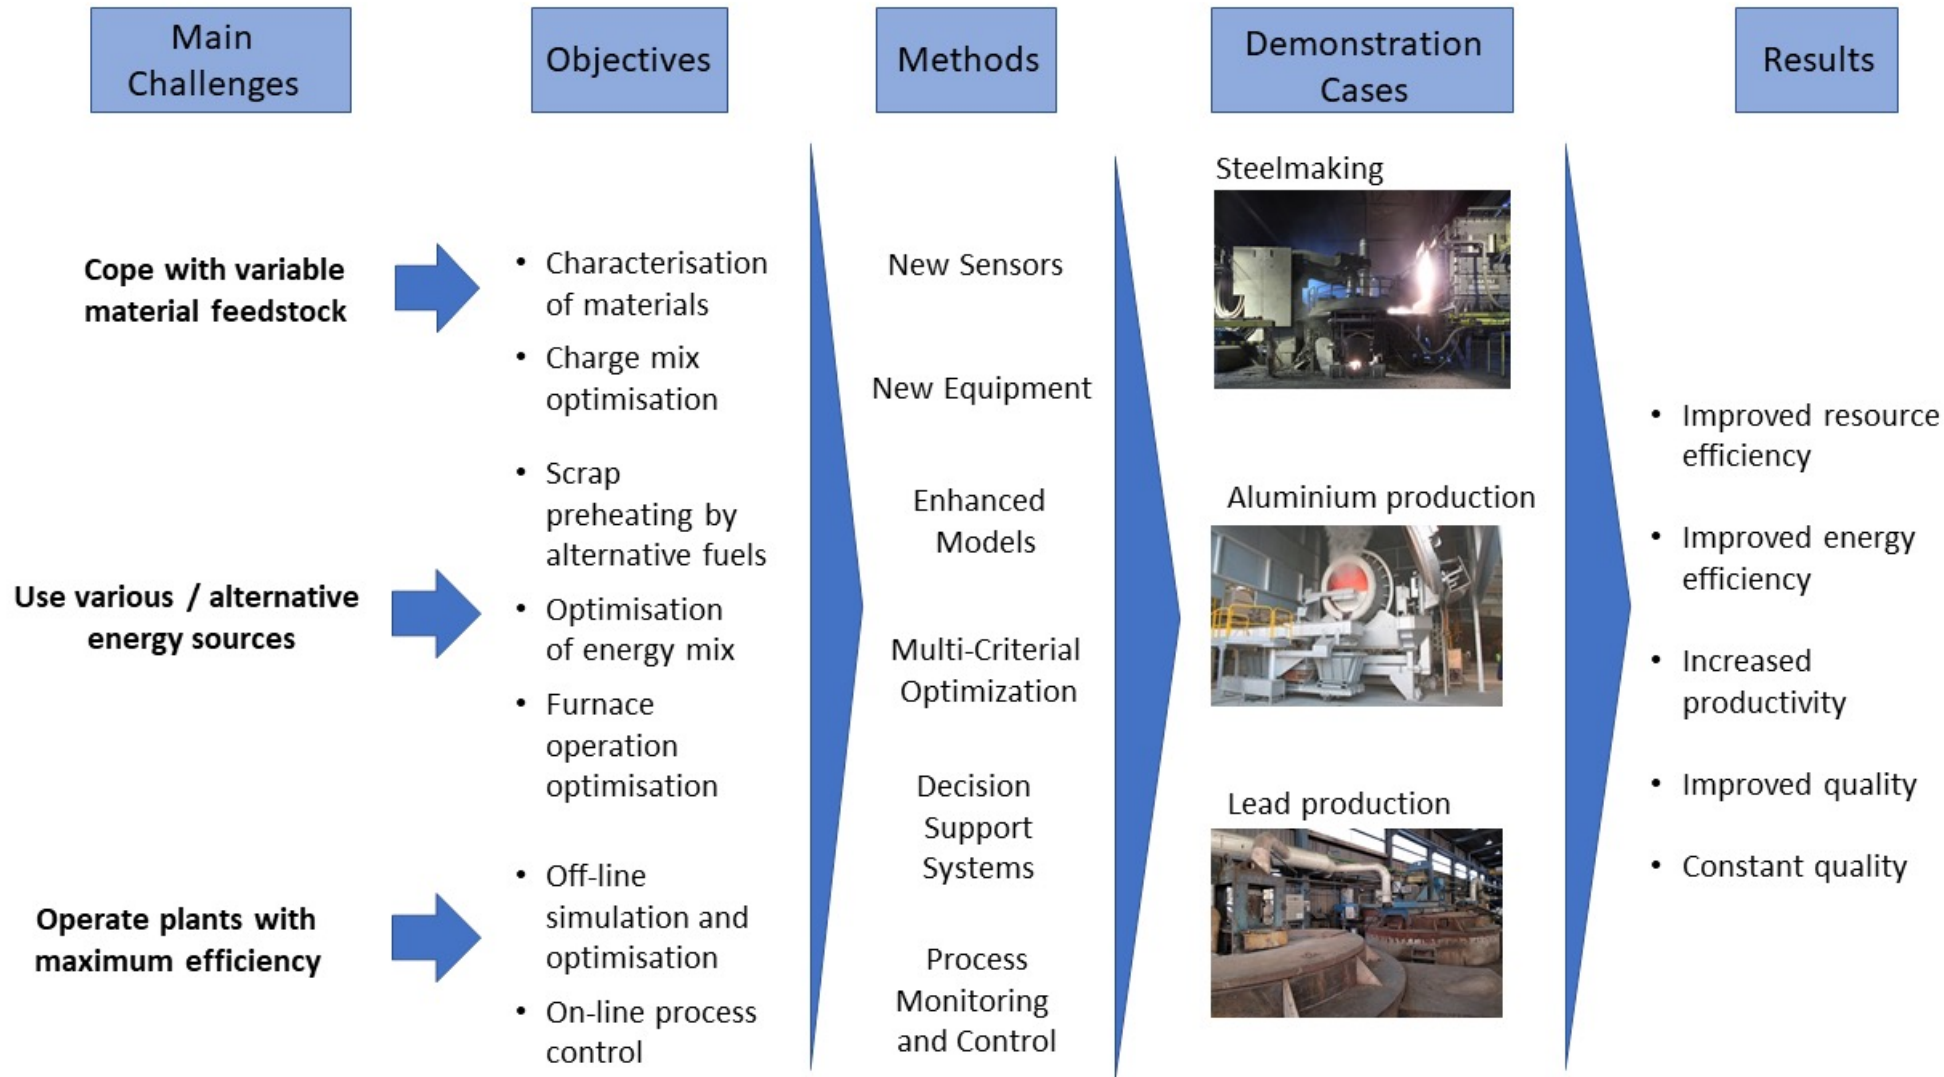 Main
Challenges
Objectives
Methods
Demonstration
Cases
Results
Cope with variable
material feedstock
Use various / alternative
energy sources
Operate plants with
maximum efficiency
• Characterisation
of materials
• Charge mix
optimisation
• Scrap
preheating by
alternative fuels
• Optimisation
of energy mix
• Furnace
operation
optimisation
• Off-line
simulation and
optimisation
• On-line process
control
New Sensors
New Equipment
Enhanced
Models
Multi-Criterial
Optimization
Decision
Support
Systems
Process
Monitoring
and Control
Steelmaking
Aluminium production
Lead production
• Improved resource
efficiency
• Improved energy
efficiency
• Increased
productivity
• Improved quality
• Constant quality